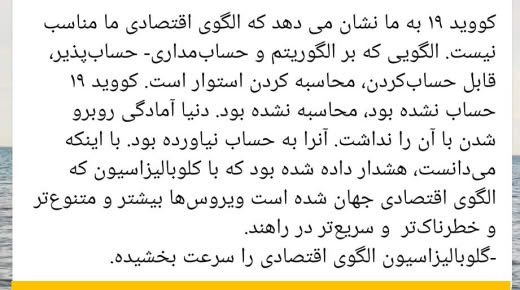 کووید ۱۹ به ما نشان می دهد که الگوی اقتصادی ما مناسب
نیست. الگویی که بر الگوریتم و حساب‌مداری- حساب‌پذیر،
قابل حساب‌کردن، محاسبه کردن استوار است. کووید ۱۹
حساب نشده بود، محاسبه نشده بود. دنیا آمادگی روبرو
شدن با آن را نداشت. آنرا به حساب نیاورده بود. با اینکه
می‌دانست، هشدار داده شده بود که با کلوبالیزاسیون که
الگوی اقتصادی جهان شده است ویروس‌ها بیشتر و متنوع‌تر
و خطرناک‌تر و سریع‌تر در راهند.
-گلوبالیزاسیون الگوی اقتصادی را سرعت بخشیده.